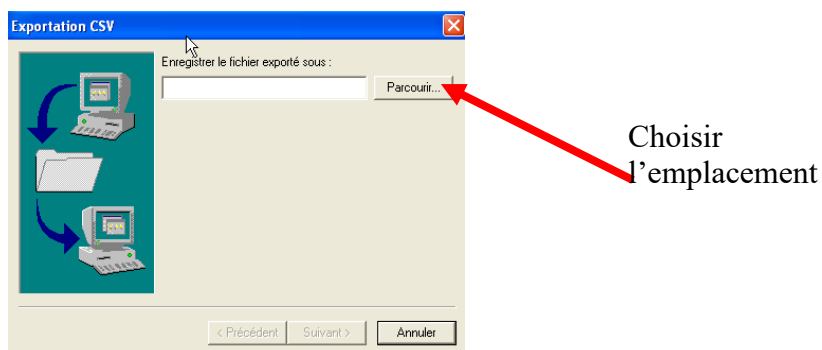 Exportation CSV
Enregistrer le fichier exporté sous :
Parcourir...
Choisir
l’emplacement
< Précédent
Suivant >
Annuler